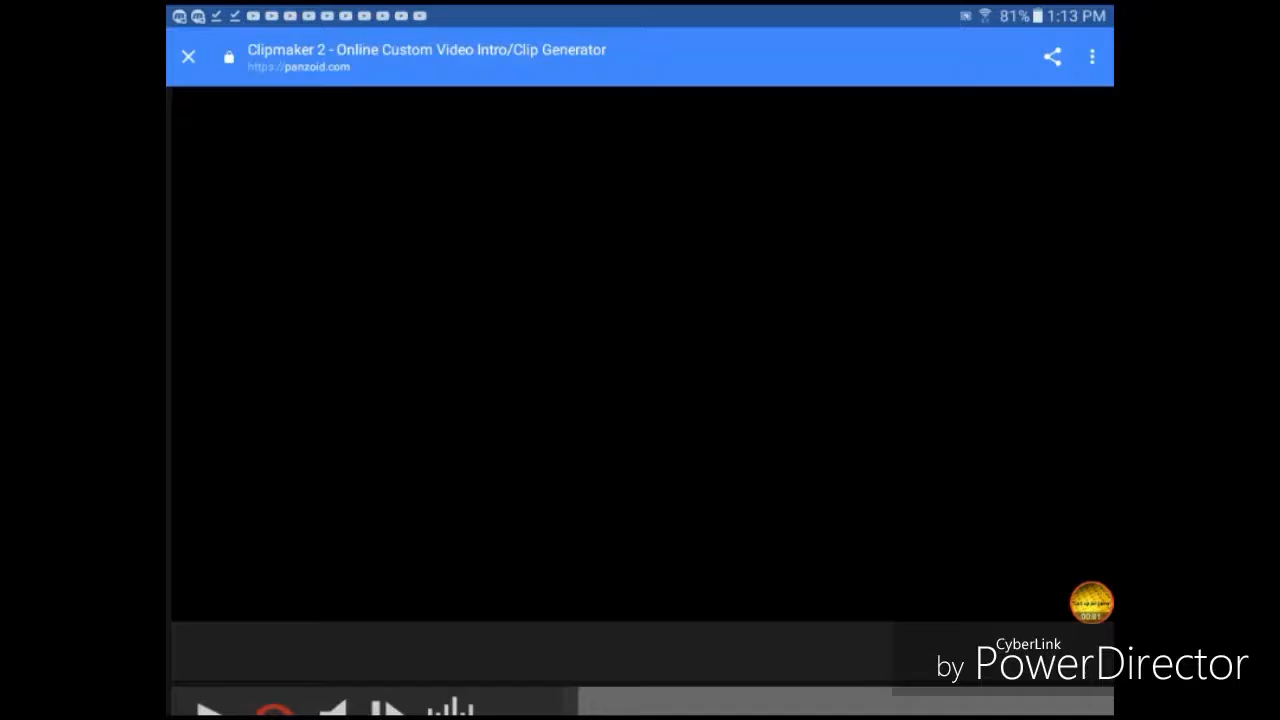 81% 1:13 PM
Clipmaker 2 - Online Custom Video Intro/Clip Generator
https://panzoid.com
CyberLink
by PowerDirector